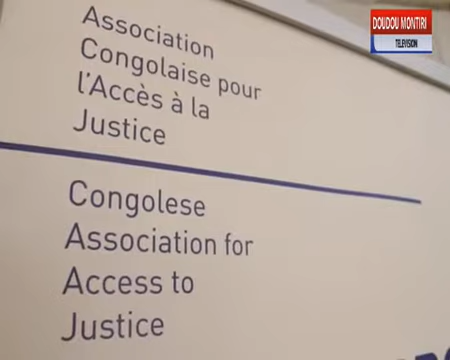 DOUDOU MONTIRI
TELEVISION
Association
Congolaise pour
l'Accès à la
Justice
Congolese
Association for
Access to
Justice